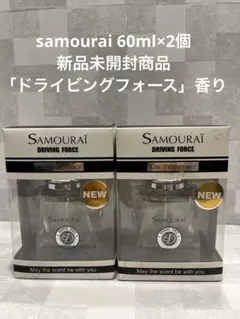 samourai 60ml×2個
新品未開封商品
「ドライビングフォース」香り
SAMOURAÏ
DRIVING FORCE
NEW
May the scent be with you
SAMOURAÏ
DRIVING FORCE
NEW
May the scent be with you